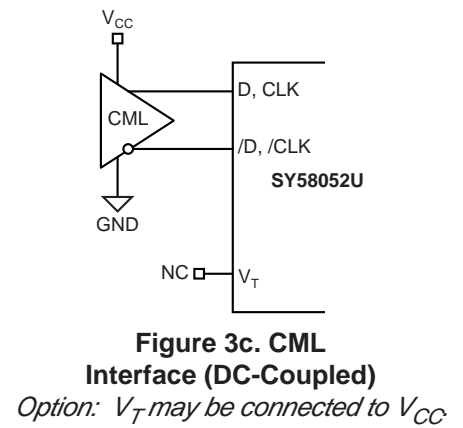 VCC
CML
D, CLK
/D, /CLK
SY58052U
GND
NC
VT
Figure 3c. CML
Interface (DC-Coupled)
Option: VT may be connected to VCC.